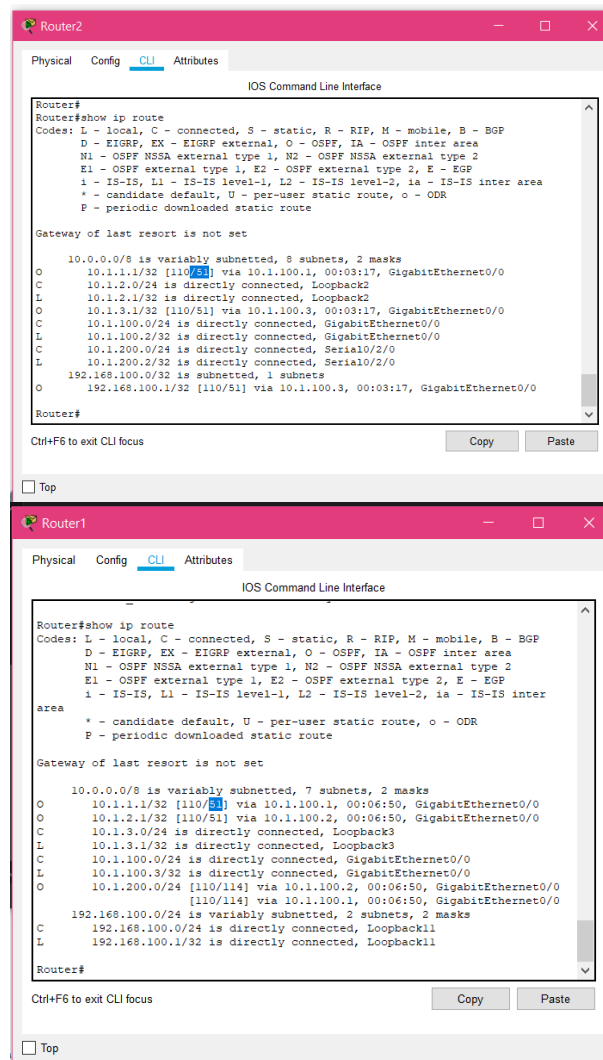 Router2
Physical Config CLI Attributes
IOS Command Line Interface
Router#
Router#show ip route
Codes: L - local, C - connected, S - static, R - RIP, M - mobile, B - BGP
D - EIGRP, EX - EIGRP external, O - OSPF, IA - OSPF inter area
N1 - OSPF NSSA external type 1, N2 - OSPF NSSA external type 2
E1 - OSPF external type 1, E2 - OSPF external type 2, E - EGP
i - IS-IS, L1 - IS-IS level-1, L2 - IS-IS level-2, ia - IS-IS inter area
* - candidate default, U - per-user static route, o - ODR
P - periodic downloaded static route
Gateway of last resort is not set
10.0.0.0/8 is variably subnetted, 8 subnets, 2 masks
O 10.1.1.1/32 [110/51] via 10.1.100.1, 00:03:17, GigabitEthernet0/0
C 10.1.2.0/24 is directly connected, Loopback2
L 10.1.2.1/32 is directly connected, Loopback2
O 10.1.3.1/32 [110/51] via 10.1.100.3, 00:03:17, GigabitEthernet0/0
C 10.1.100.0/24 is directly connected, GigabitEthernet0/0
L 10.1.100.2/32 is directly connected, GigabitEthernet0/0
C 10.1.200.0/24 is directly connected, Serial0/2/0
L 10.1.200.2/32 is directly connected, Serial0/2/0
192.168.100.0/32 is subnetted, 1 subnets
O 192.168.100.1/32 [110/51] via 10.1.100.3, 00:03:17, GigabitEthernet0/0
Router#
Ctrl+F6 to exit CLI focus
Copy Paste
Top
Router1
Physical Config CLI Attributes
IOS Command Line Interface
Router#show ip route
Codes: L - local, C - connected, S - static, R - RIP, M - mobile, B - BGP
D - EIGRP, EX - EIGRP external, O - OSPF, IA - OSPF inter area
N1 - OSPF NSSA external type 1, N2 - OSPF NSSA external type 2
E1 - OSPF external type 1, E2 - OSPF external type 2, E - EGP
i - IS-IS, L1 - IS-IS level-1, L2 - IS-IS level-2, ia - IS-IS inter
area
* - candidate default, U - per-user static route, o - ODR
P - periodic downloaded static route
Gateway of last resort is not set
10.0.0.0/8 is variably subnetted, 7 subnets, 2 masks
O 10.1.1.1/32 [110/51] via 10.1.100.1, 00:06:50, GigabitEthernet0/0
O 10.1.2.1/32 [110/51] via 10.1.100.2, 00:06:50, GigabitEthernet0/0
C 10.1.3.0/24 is directly connected, Loopback3
L 10.1.3.1/32 is directly connected, Loopback3
C 10.1.100.0/24 is directly connected, GigabitEthernet0/0
L 10.1.100.3/32 is directly connected, GigabitEthernet0/0
O 10.1.200.0/24 [110/114] via 10.1.100.2, 00:06:50, GigabitEthernet0/0
[110/114] via 10.1.100.1, 00:06:50, GigabitEthernet0/0
192.168.100.0/24 is variably subnetted, 2 subnets, 2 masks
C 192.168.100.0/24 is directly connected, Loopback11
L 192.168.100.1/32 is directly connected, Loopback11
Router#
Ctrl+F6 to exit CLI focus
Copy Paste
Top